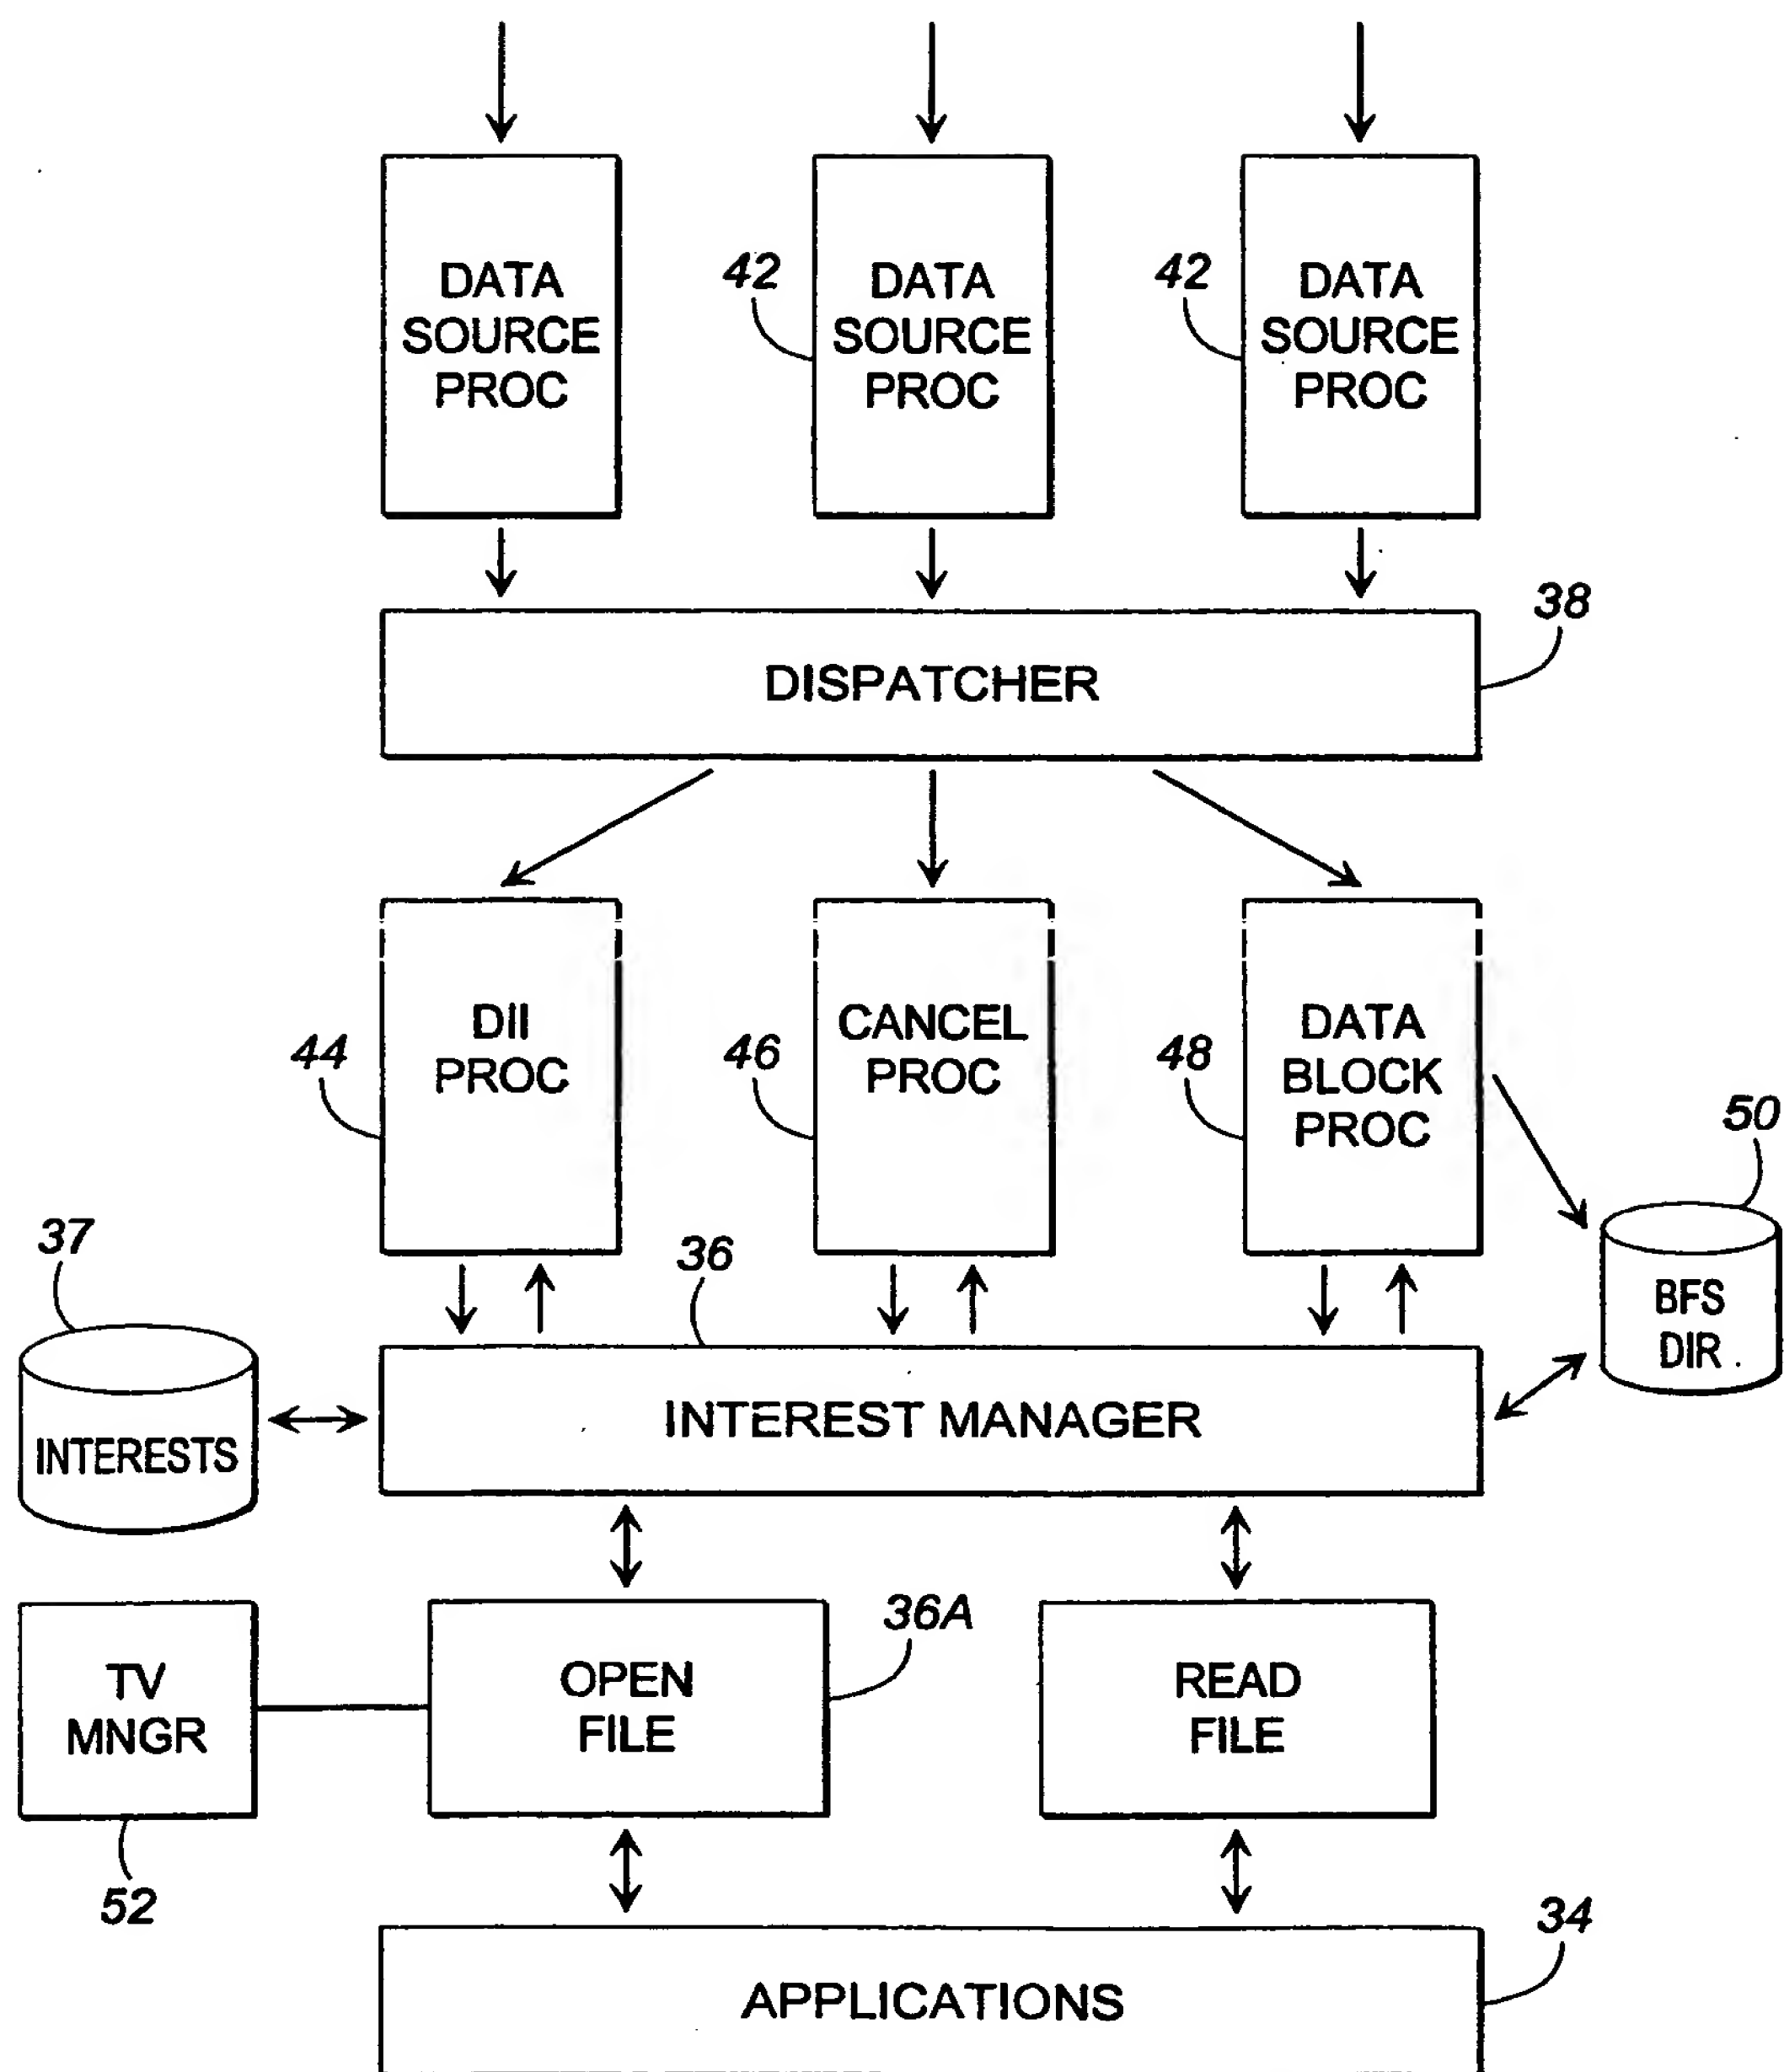 DATA
SOURCE
PROC
42
DATA
SOURCE
PROC
42
DATA
SOURCE
PROC
38
DISPATCHER
44
DII
PROC
46
CANCEL
PROC
48
DATA
BLOCK
PROC
50
BFS
DIR
37
INTERESTS
36
INTEREST MANAGER
TV
MNGR
52
OPEN
FILE
36A
READ
FILE
34
APPLICATIONS